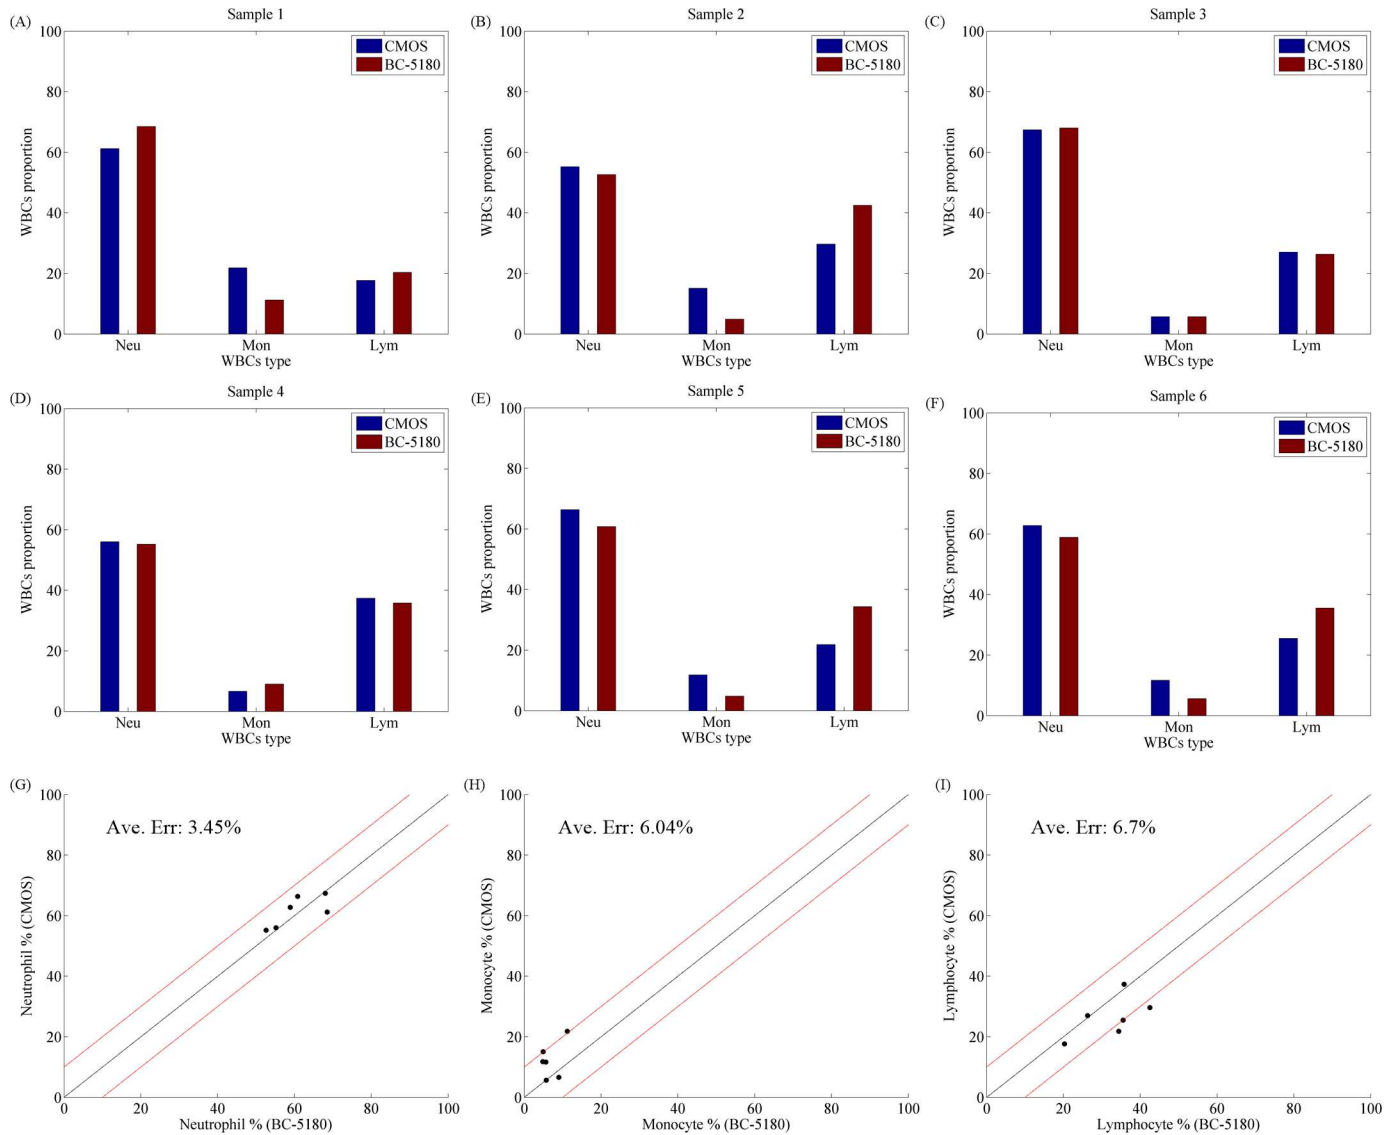 (A)
Sample 1
100
80
60
40
20
0
WBCs proportion
CMOS
BC-5180
Neu
Mon
Lym
WBCs type
(B)
Sample 2
100
80
60
40
20
0
WBCs proportion
CMOS
BC-5180
Neu
Mon
Lym
WBCs type
(C)
Sample 3
100
80
60
40
20
0
WBCs proportion
CMOS
BC-5180
Neu
Mon
Lym
WBCs type
(D)
Sample 4
100
80
60
40
20
0
WBCs proportion
CMOS
BC-5180
Neu
Mon
Lym
WBCs type
(E)
Sample 5
100
80
60
40
20
0
WBCs proportion
CMOS
BC-5180
Neu
Mon
Lym
WBCs type
(F)
Sample 6
100
80
60
40
20
0
WBCs proportion
CMOS
BC-5180
Neu
Mon
Lym
WBCs type
(G)
Ave. Err: 3.45%
100
80
60
40
20
0
Neutrophil % (CMOS)
0 20 40 60 80 100
Neutrophil % (BC-5180)
(H)
Ave. Err: 6.04%
100
80
60
40
20
0
Monocyte % (CMOS)
0 20 40 60 80 100
Monocyte % (BC-5180)
(I)
Ave. Err: 6.7%
100
80
60
40
20
0
Lymphocyte % (CMOS)
0 20 40 60 80 100
Lymphocyte % (BC-5180)